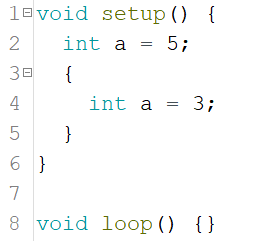 1 void setup() {
2   int a = 5;
3   {
4     int a = 3;
5   }
6 }
7
8 void loop() {}